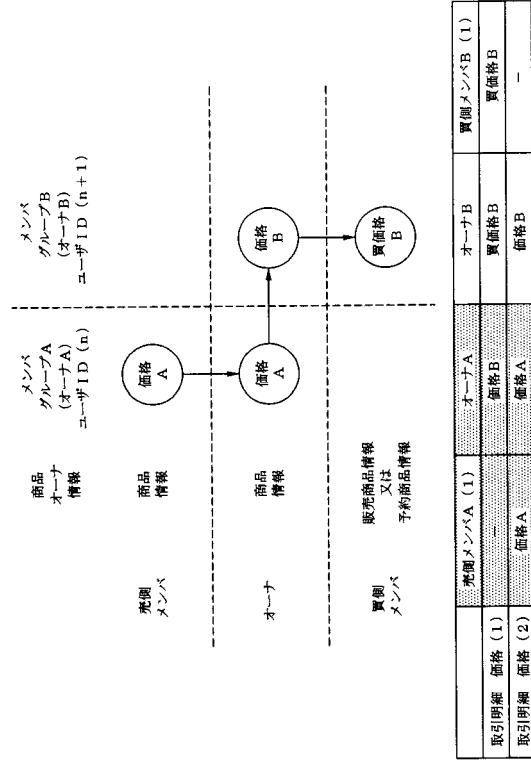 商品
オーナ
情報
メンバ
グループA
(オーナA)
ユーザID (n)
メンバ
グループB
(オーナB)
ユーザID (n+1)
売側
メンバ
商品
情報
価格
A
オーナ
商品
情報
価格
A
価格
B
買側
メンバ
販売商品情報
又は
予約商品情報
買価格
B
売側メンバA (1) オーナA オーナB 買側メンバB (1)
取引明細 価格 (1) − 価格B 買価格B 買価格B
取引明細 価格 (2) 価格A 価格A 価格B −